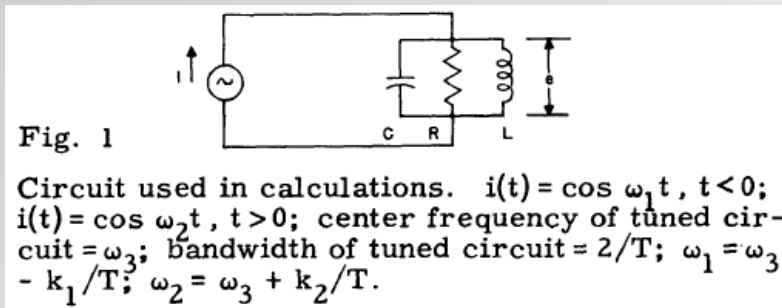 I
e
C R L
Fig. 1
Circuit used in calculations. i(t) = cos ω₁t, t<0;
i(t) = cos ω₂t, t>0; center frequency of tuned cir-
cuit = ω₃; bandwidth of tuned circuit = 2/T; ω₁ = ω₃
- k₁/T; ω₂ = ω₃ + k₂/T.